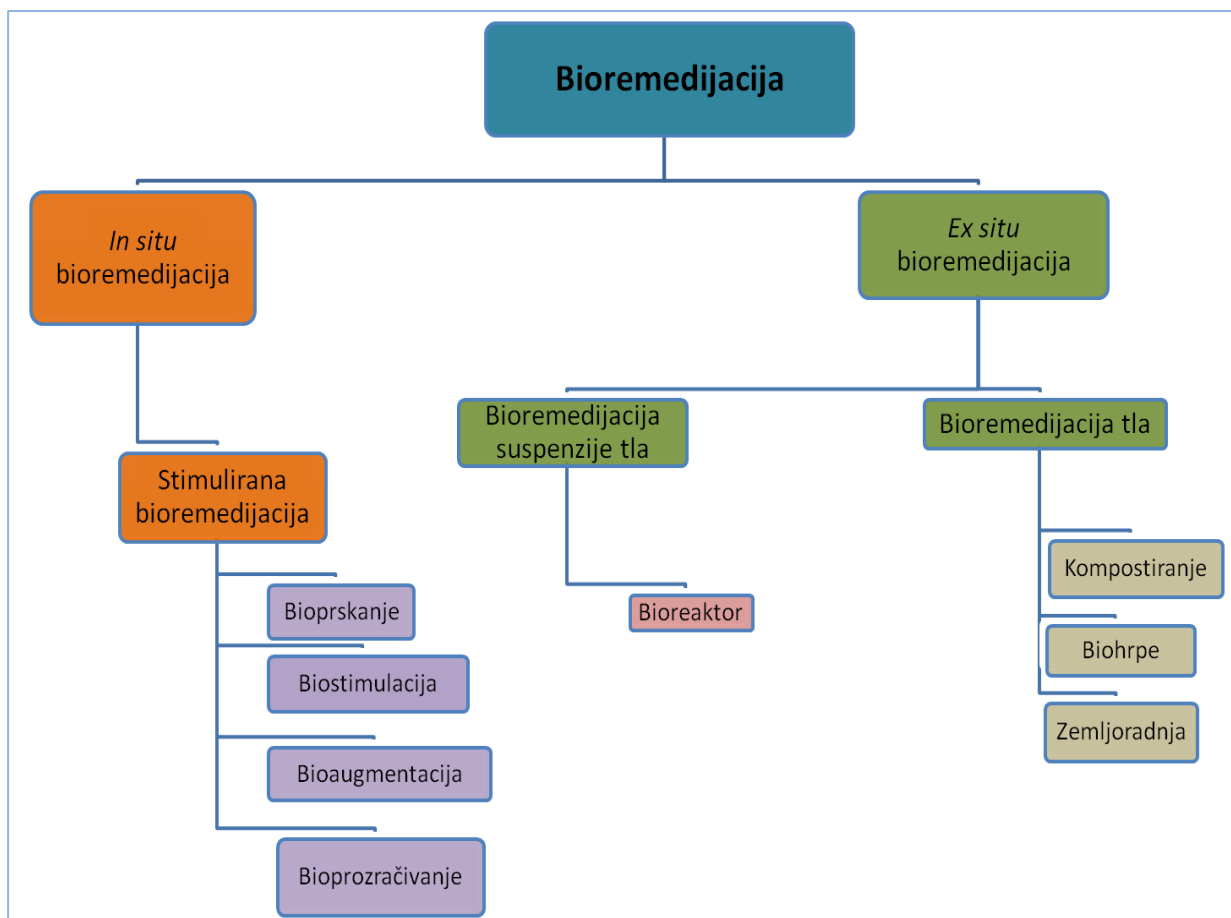 Bioremedijacija
In situ
bioremedijacija
Ex situ
bioremedijacija
Bioremedijacija
suspenzije tla
Bioremedijacija tla
Stimulirana
bioremedijacija
Bioprskanje
Biostimulacija
Bioaugmentacija
Bioprozračivanje
Bioreaktor
Kompostiranje
Biohrpe
Zemljoradnja